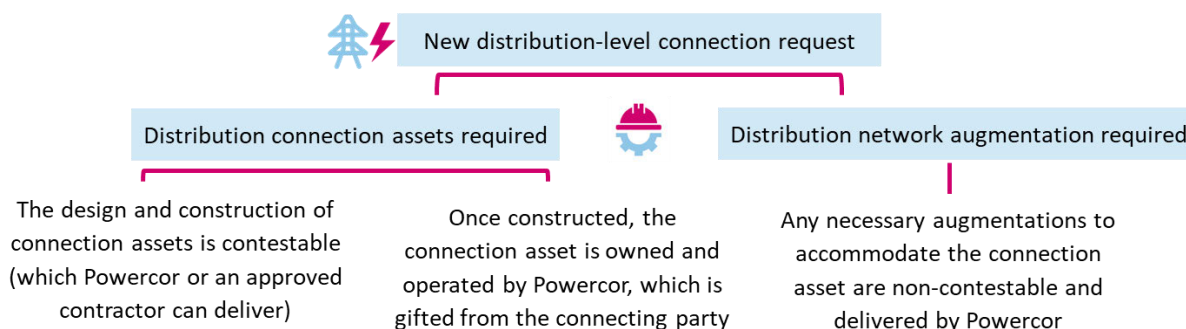 New distribution-level connection request
Distribution connection assets required
Distribution network augmentation required
The design and construction of
connection assets is contestable
(which Powercor or an approved
contractor can deliver)
Once constructed, the
connection asset is owned and
operated by Powercor, which is
gifted from the connecting party
Any necessary augmentations to
accommodate the connection
asset are non-contestable and
delivered by Powercor